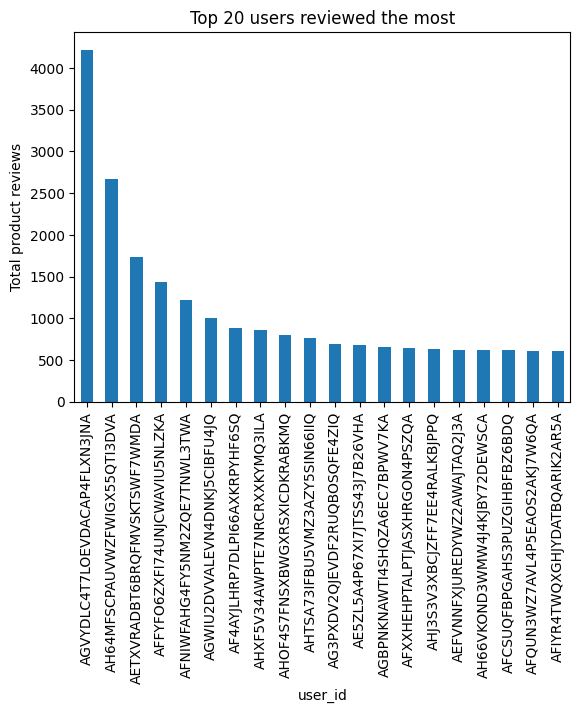 Top 20 users reviewed the most
Total product reviews
4000
3500
3000
2500
2000
1500
1000
500
0
AGVYDLC4T7LOEVDACAP4FLXN3JNA
AH64MFSCPAUVWZFWIGX55QTI3DVA
AETXVRADBT6BRQFMVSKTSWF7WMDA
AFFYFO6ZXFI74UNJCWAVIU5NLZKA
AFNIWFAHG4FY5NM2ZQE7TNWL3TWA
AGWIU2DVVALEVN4DNKJ5CIBFU4JQ
AF4AYJLHRP7DLPI66AXKRPYHF6SQ
AHXF5V34AWPTE7NRCRXXKYMQ3ILA
AHOF4S7FNSXBWGXRSXICDKRABKMQ
AHTSA73IFBU5VMZ3AZY5SIN66IIQ
AG3PXDV2QJEVDF2RUQBOSQFE4ZIQ
AE5ZL5A4P67XI7JTSS43J7B26VHA
AGBPNKNAWTI4SHQZA6EC7BPWV7KA
AFXXHEHPTALPTJASXHRGON4PSZQA
AHJ3S3V3XBCJZFF7EE4RALKBJPPQ
AEFVNNFXJUREDYWZ2AWAJTAQ2J3A
AH66VKOND3WMW4J4KJBY72DEWSCA
AFCSUQFBPGAHS3PUZGIHBFBZ6BDQ
AFQUN3WZ7AVL4P5EAOS2AKJ7W6QA
AFIYR4TWQXGHJYDATBQARIK2AR5A
user_id